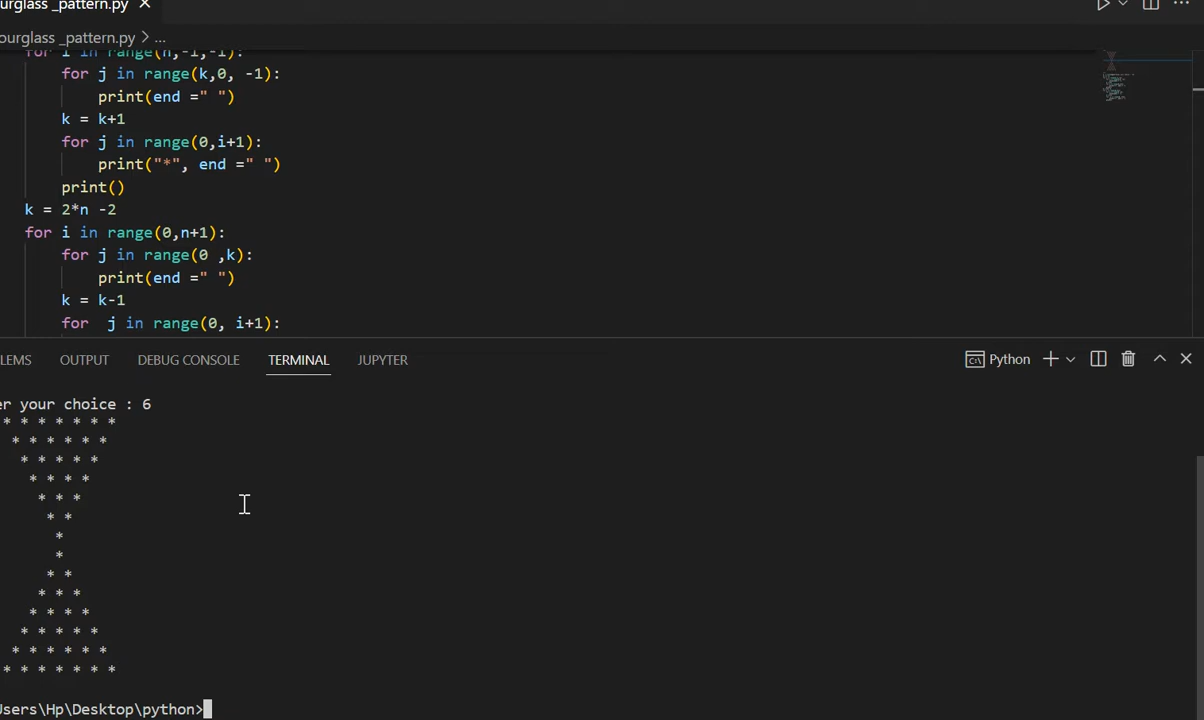 ourglass _pattern.py ×
ourglass _pattern.py > ...
for i in range(n,-1,-1):
for j in range(k,0, -1):
print(end =" ")
k = k+1
for j in range(0,i+1):
print("*", end =" ")
print()
k = 2*n -2
for i in range(0,n+1):
for j in range(0 ,k):
print(end =" ")
k = k-1
for  j in range(0, i+1):
LEMS OUTPUT DEBUG CONSOLE TERMINAL JUPYTER Python
er your choice : 6
* * * * * * *
* * * * * *
* * * * *
* * * *
* * *
* *
*
*
* *
* * *
* * * *
* * * * *
* * * * * *
* * * * * * *
Users\Hp\Desktop\python>